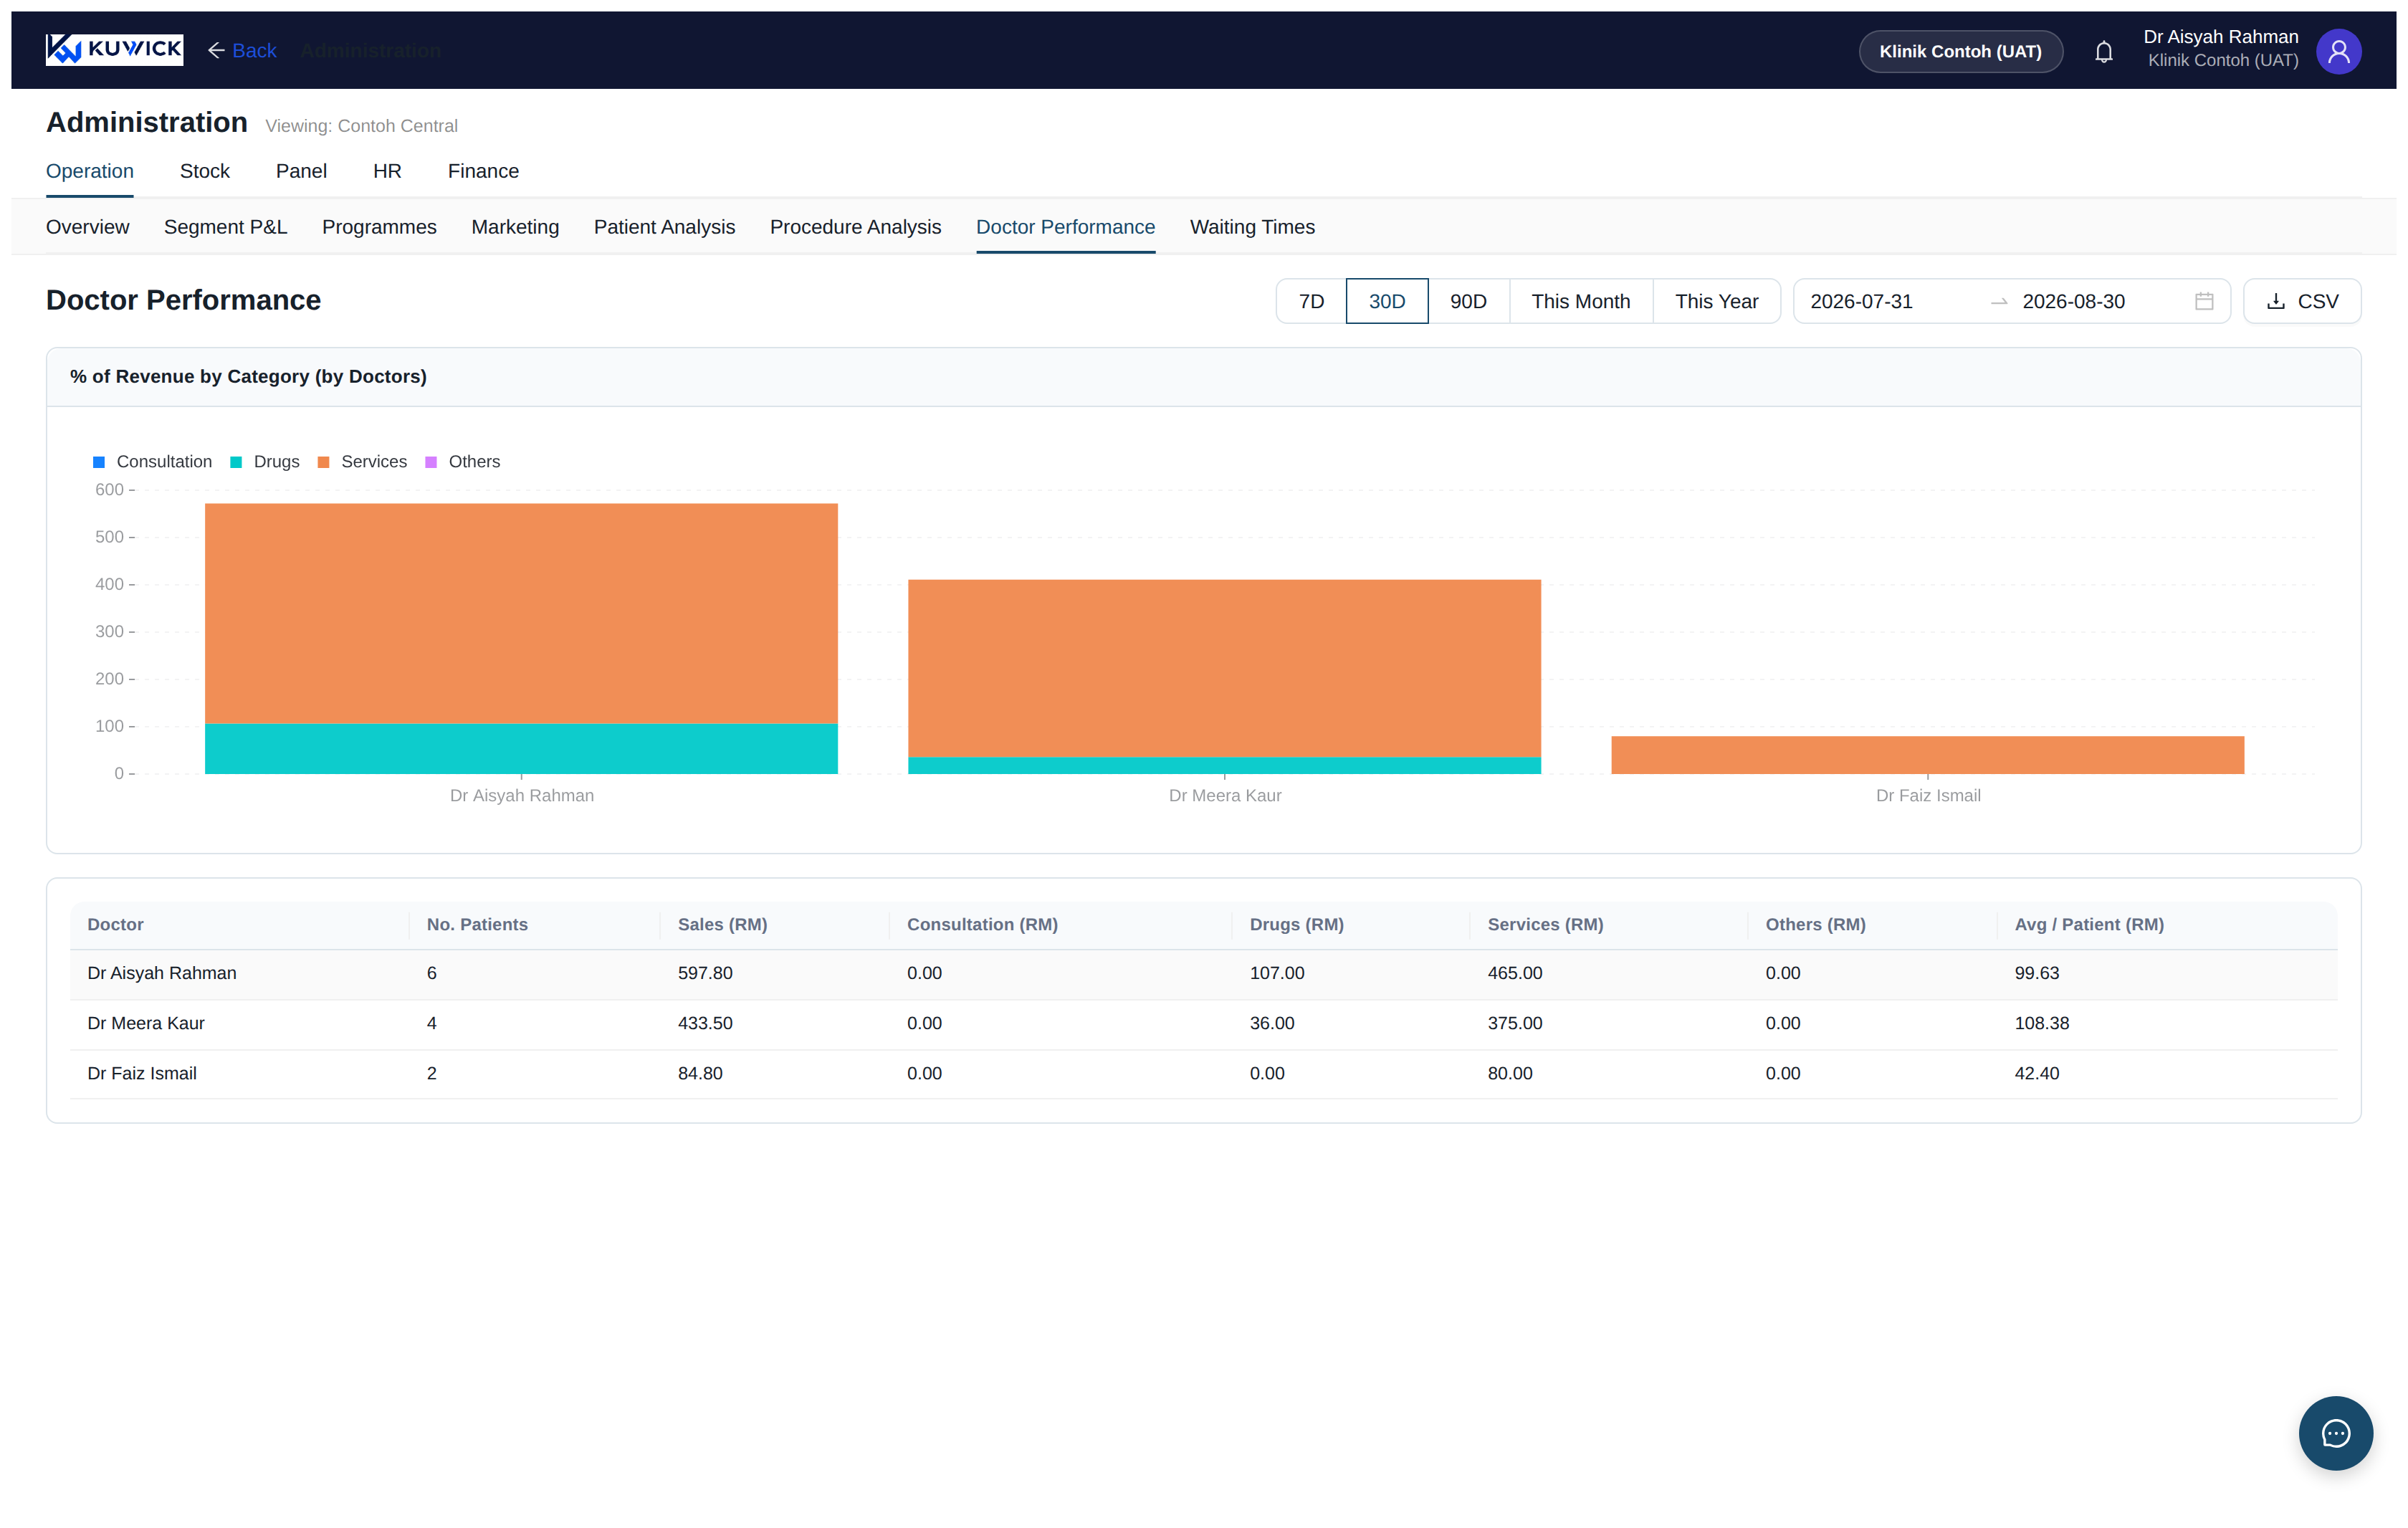 KUWICK
Back
Administration
Klinik Contoh (UAT)
Dr Aisyah Rahman
Klinik Contoh (UAT)
Administration Viewing: Contoh Central
Operation Stock Panel HR Finance
Overview Segment P&L Programmes Marketing Patient Analysis Procedure Analysis Doctor Performance Waiting Times
Doctor Performance
7D 30D 90D This Month This Year 2026-07-31 2026-08-30 CSV
% of Revenue by Category (by Doctors)
Consultation Drugs Services Others
600
500
400
300
200
100
0
Dr Aisyah Rahman Dr Meera Kaur Dr Faiz Ismail
Doctor No. Patients Sales (RM) Consultation (RM) Drugs (RM) Services (RM) Others (RM) Avg / Patient (RM)
Dr Aisyah Rahman 6 597.80 0.00 107.00 465.00 0.00 99.63
Dr Meera Kaur 4 433.50 0.00 36.00 375.00 0.00 108.38
Dr Faiz Ismail 2 84.80 0.00 0.00 80.00 0.00 42.40